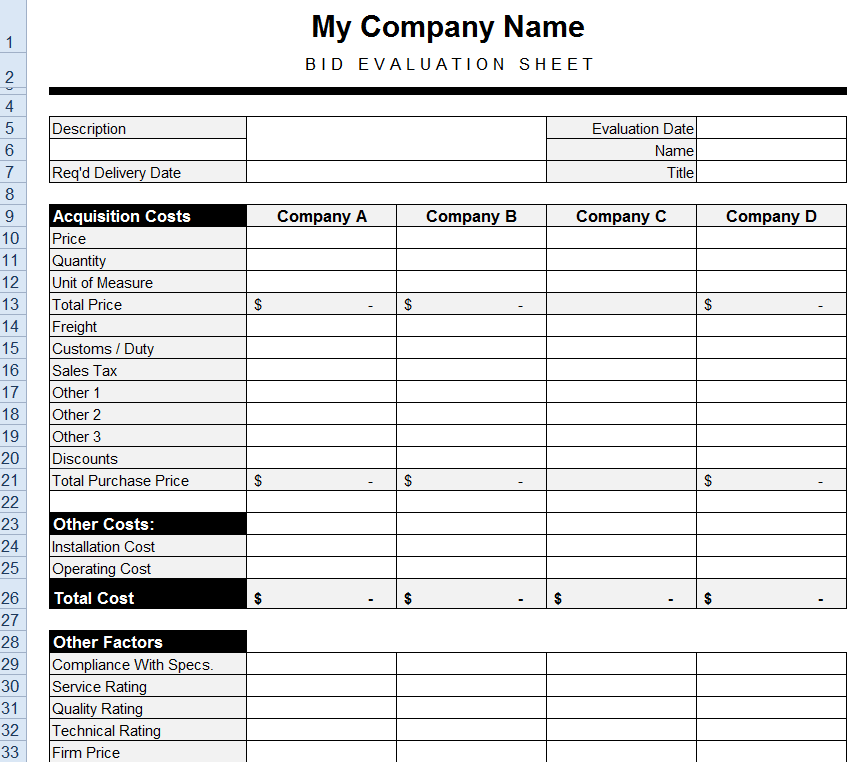 1 My Company Name
2 BID EVALUATION SHEET
4
5 Description Evaluation Date
6 Name
7 Req'd Delivery Date Title
8
9 Acquisition Costs Company A Company B Company C Company D
10 Price
11 Quantity
12 Unit of Measure
13 Total Price $ - $ - $ -
14 Freight
15 Customs / Duty
16 Sales Tax
17 Other 1
18 Other 2
19 Other 3
20 Discounts
21 Total Purchase Price $ - $ - $ -
22
23 Other Costs:
24 Installation Cost
25 Operating Cost
26 Total Cost $ - $ - $ - $ -
27
28 Other Factors
29 Compliance With Specs.
30 Service Rating
31 Quality Rating
32 Technical Rating
33 Firm Price